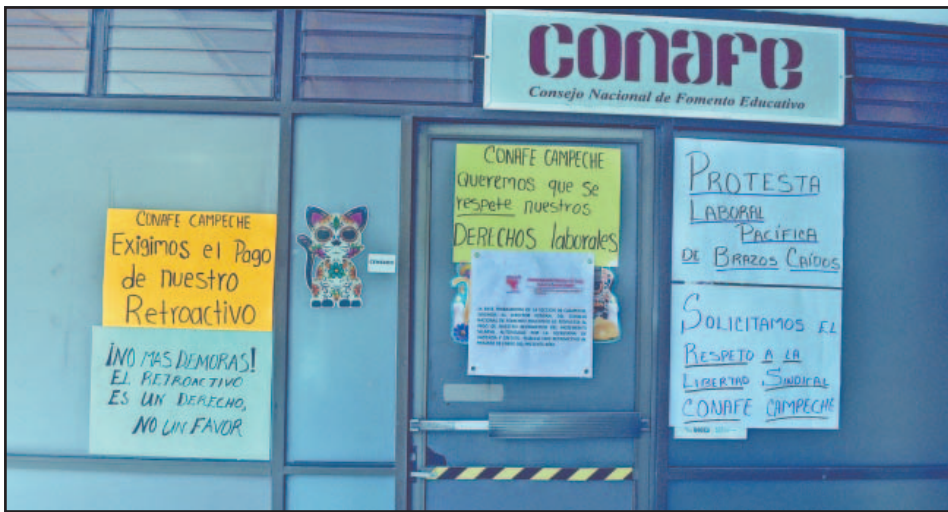 CONAFE
Consejo Nacional de Fomento Educativo
CONAFE CAMPECHE
Exigimos el Pago
de nuestro
Retroactivo
¡NO MAS DEMORAS!
EL RETROACTIVO
ES UN DERECHO,
NO UN FAVOR
CONAFE CAMPECHE
Queremos que se
respete nuestros
DERECHOS laborales
PROTESTA
LABORAL
PACÍFICA
DE BRAZOS CAÍDOS
SOLICITAMOS EL
RESPETO A LA
LIBERTAD SINDICAL
CONAFE CAMPECHE